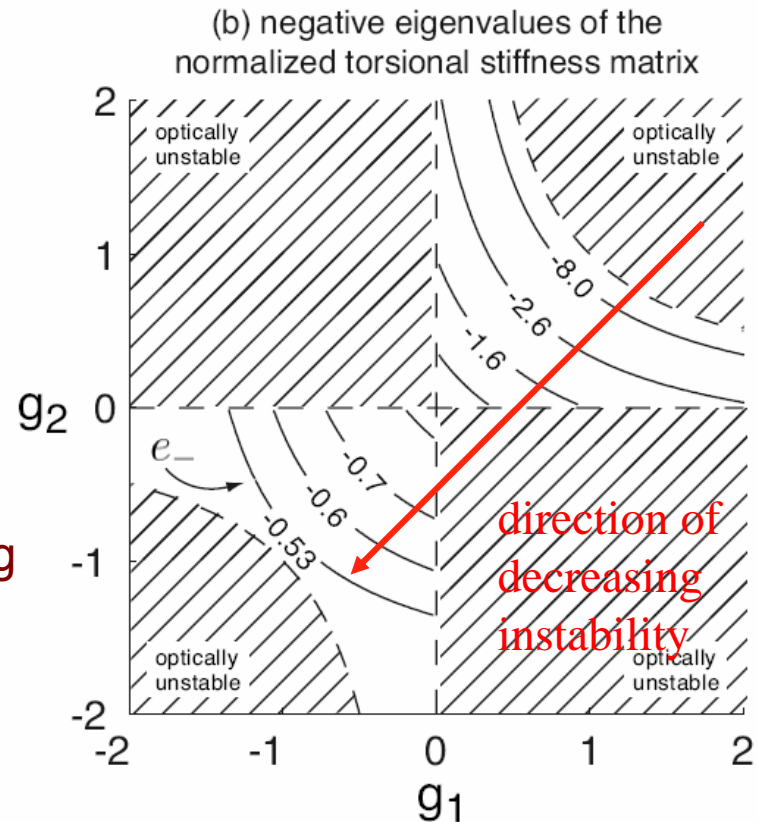 (b) negative eigenvalues of the
normalized torsional stiffness matrix
2
optically
unstable
optically
unstable
1
-8.0
-2.6
-1.6
g2
0
e−
-0.7
-0.6
-0.53
g
-1
direction of
decreasing
instability
optically
unstable
optically
unstable
-2
-2
-1
0
1
2
g1